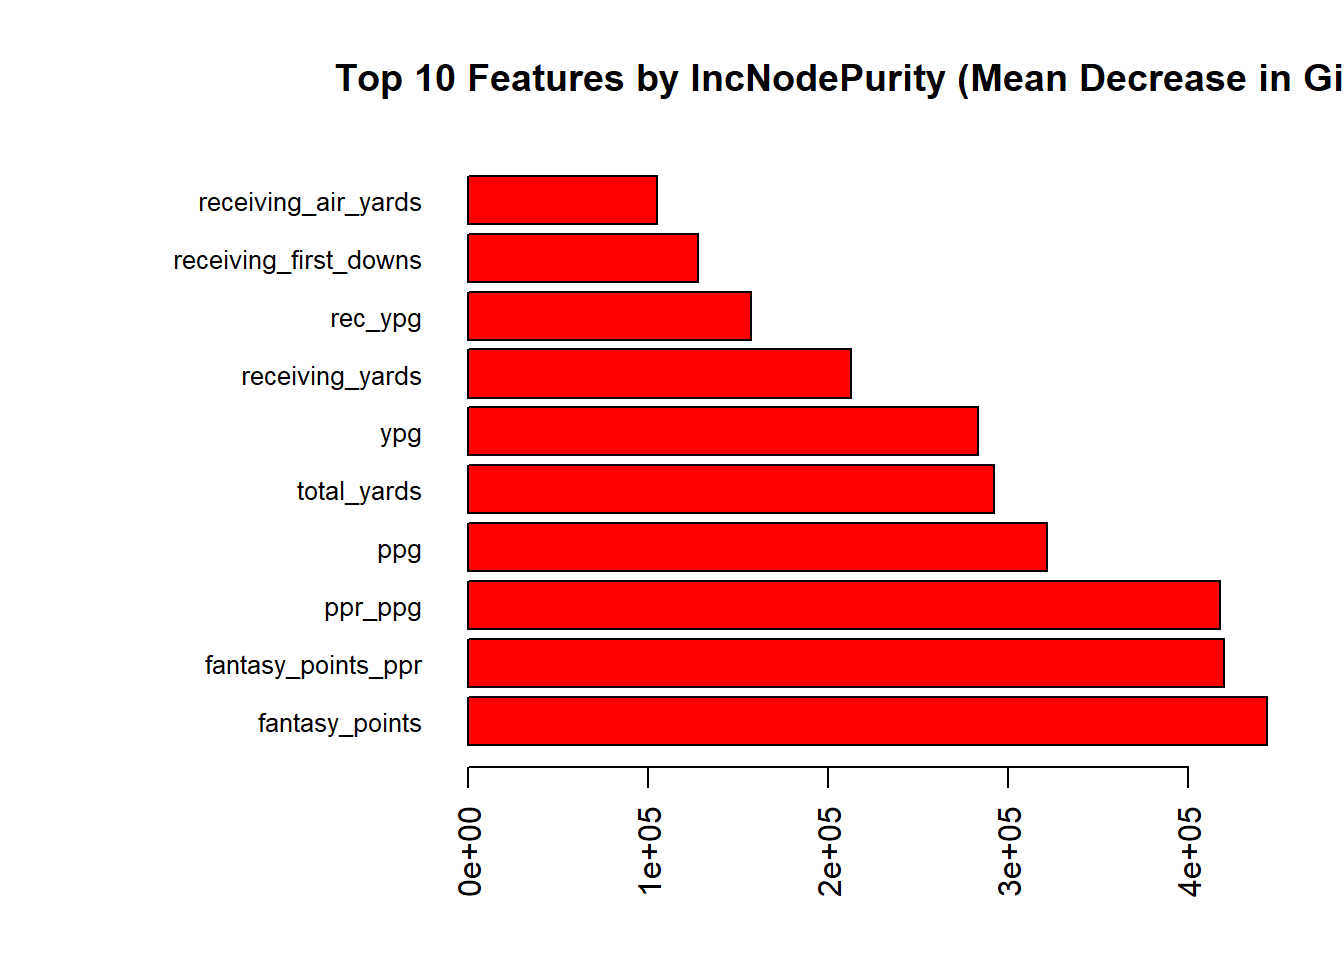 Top 10 Features by IncNodePurity (Mean Decrease in Gi
receiving_air_yards
receiving_first_downs
rec_ypg
receiving_yards
ypg
total_yards
ppg
ppr_ppg
fantasy_points_ppr
fantasy_points
0e+00
1e+05
2e+05
3e+05
4e+05